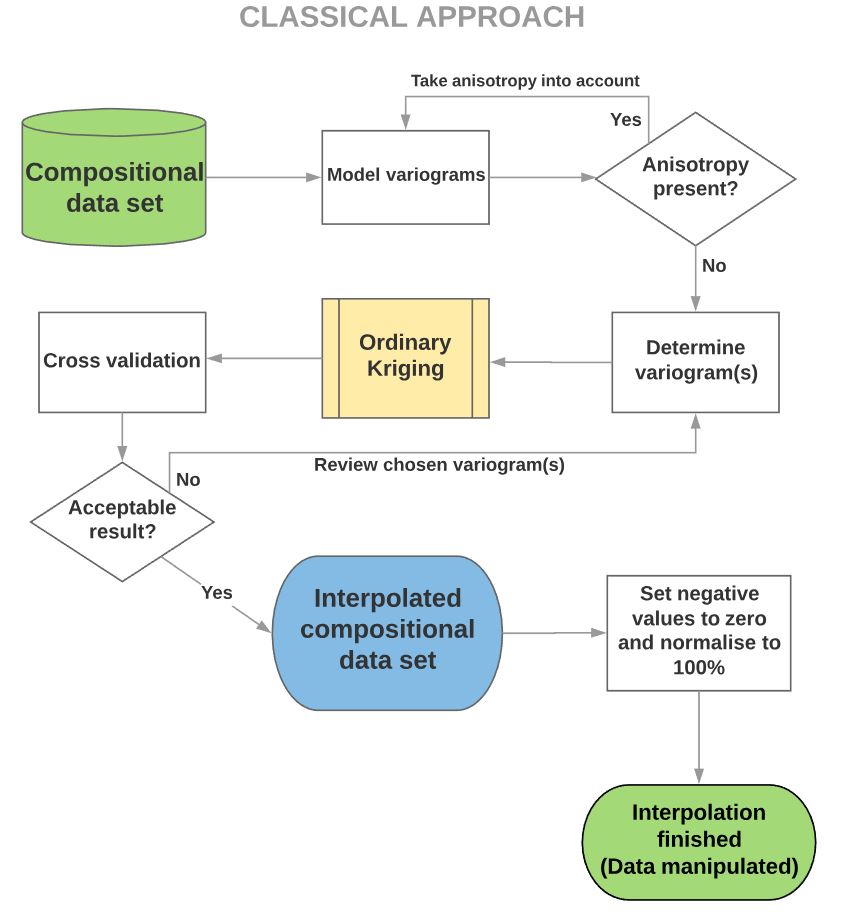 CLASSICAL APPROACH
Take anisotropy into account
Yes
Compositional
data set
Model variograms
Anisotropy
present?
No
Cross validation
Ordinary
Kriging
Determine
variogram(s)
No
Review chosen variogram(s)
Acceptable
result?
Yes
Interpolated
compositional
data set
Set negative
values to zero
and normalise to
100%
Interpolation
finished
(Data manipulated)